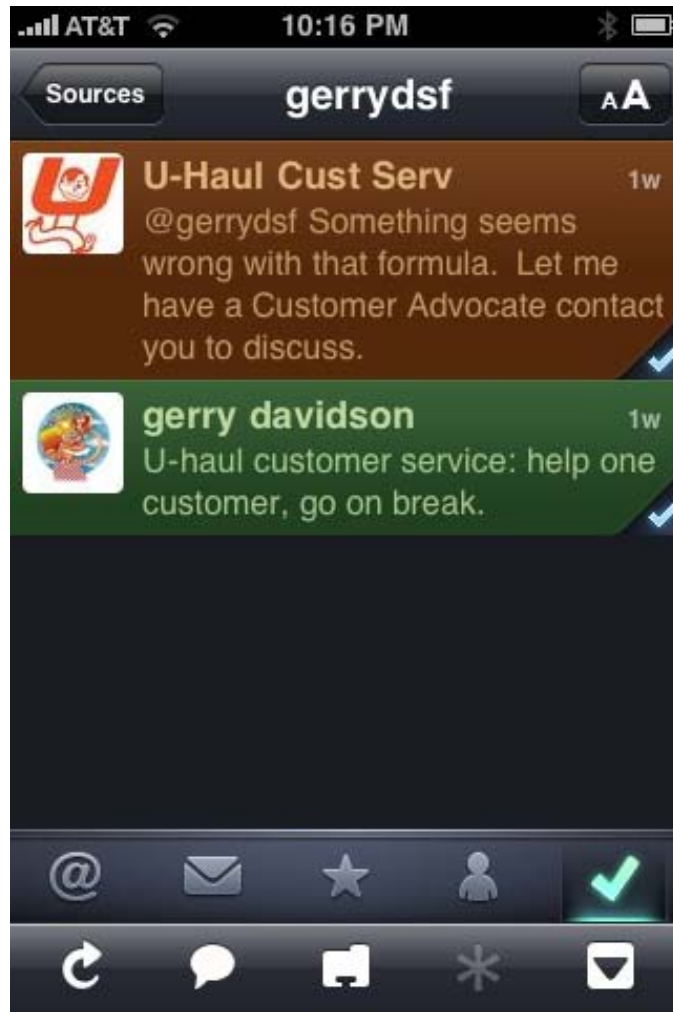 AT&T 10:16 PM
Sources gerrydsf AA
U-Haul Cust Serv 1w
@gerrydsf Something seems
wrong with that formula.  Let me
have a Customer Advocate contact
you to discuss.
gerry davidson 1w
U-haul customer service: help one
customer, go on break.
@